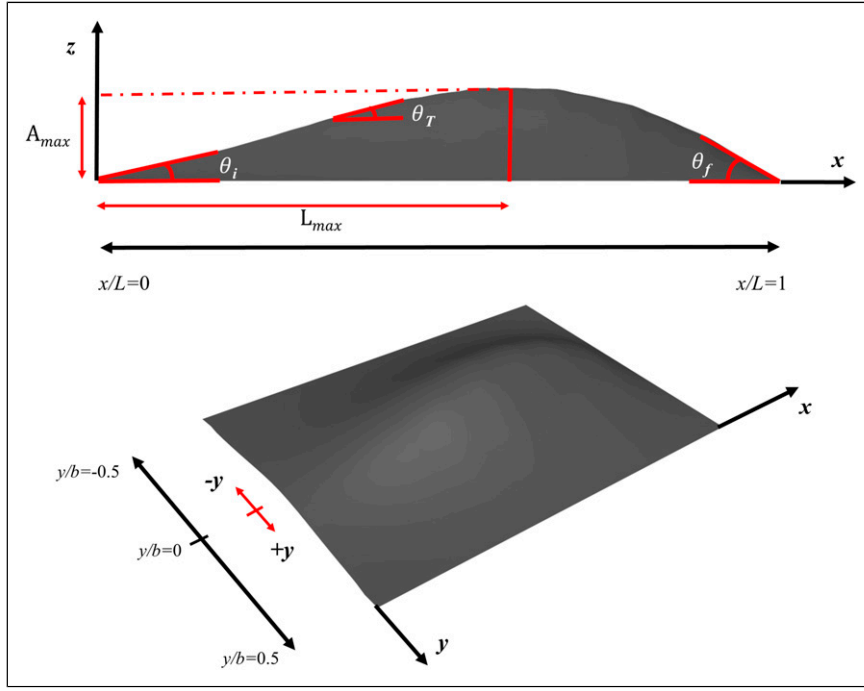 z
A_max
θ_i
θ_T
θ_f
x
L_max
x/L=0
x/L=1
x
y/b=-0.5
-y
y/b=0
+y
y
y/b=0.5